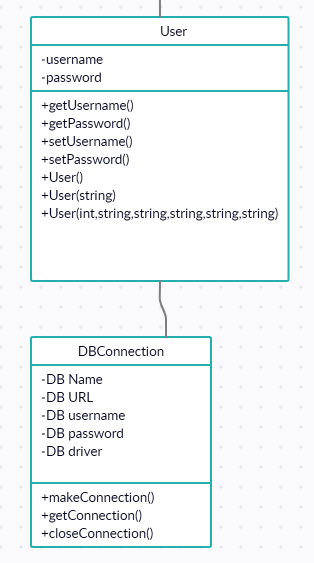 User
-username
-password
+getUsername()
+getPassword()
+setUsername()
+setPassword()
+User()
+User(string)
+User(int,string,string,string,string,string)
DBConnection
-DB Name
-DB URL
-DB username
-DB password
-DB driver
+makeConnection()
+getConnection()
+closeConnection()